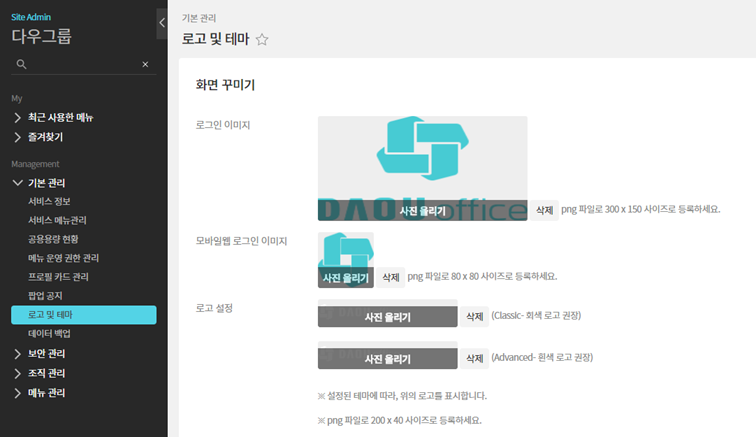 Site Admin
다우그룹
My
최근 사용한 메뉴
즐겨찾기
Management
기본 관리
서비스 정보
서비스 메뉴관리
공용용량 현황
메뉴 운영 권한 관리
프로필 카드 관리
팝업 공지
로고 및 테마
데이터 백업
보안 관리
조직 관리
메뉴 관리
기본 관리
로고 및 테마
화면 꾸미기
로그인 이미지
DAOU office
사진 올리기
삭제 png 파일로 300 x 150 사이즈로 등록하세요.
모바일웹 로그인 이미지
사진 올리기 삭제 png 파일로 80 x 80 사이즈로 등록하세요.
로고 설정
사진 올리기 삭제 (Classic- 회색 로고 권장)
사진 올리기 삭제 (Advanced- 흰색 로고 권장)
※ 설정된 테마에 따라, 위의 로고를 표시합니다.
※ png 파일로 200 x 40 사이즈로 등록하세요.